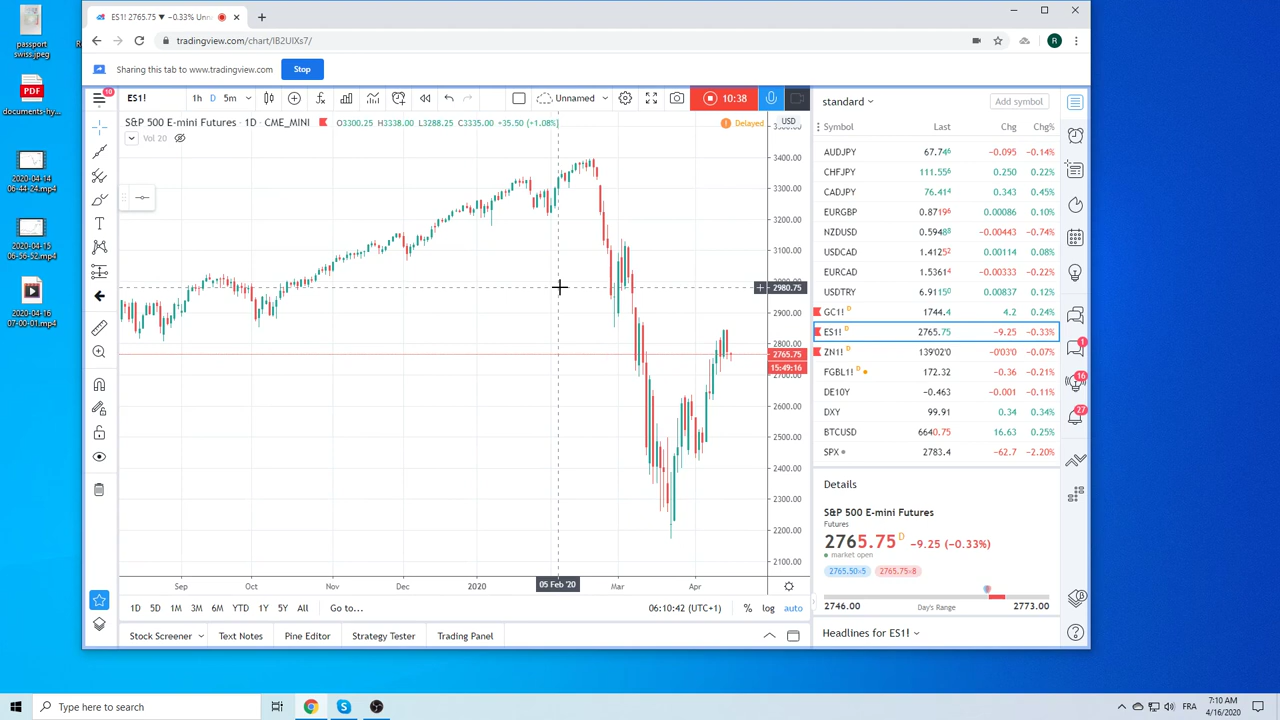 passport
swiss.jpeg
PDF
documents-hy...
2020-04-14
06-44-24.mp4
2020-04-15
06-56-52.mp4
2020-04-16
07-00-01.mp4
ES1! 2765.75 ▼ −0.33% Unna
tradingview.com/chart/IB2UIXs7/
R
Sharing this tab to www.tradingview.com
Stop
10
ES1!
1h
D
5m
Unnamed
10:38
S&P 500 E-mini Futures · 1D · CME_MINI
O3300.25 H3338.00 L3288.25 C3335.00 +35.50 (+1.08%)
Delayed
USD
Vol 20
3400.00
3300.00
3200.00
3100.00
2980.75
2900.00
2800.00
2765.75
15:49:16
2700.00
2600.00
2500.00
2400.00
2300.00
2200.00
2100.00
Sep
Oct
Nov
Dec
2020
05 Feb '20
Mar
Apr
1D 5D 1M 3M 6M YTD 1Y 5Y All
Go to...
06:10:42 (UTC+1)
% log auto
Stock Screener
Text Notes
Pine Editor
Strategy Tester
Trading Panel
standard
Add symbol
Symbol Last Chg Chg%
AUDJPY 67.746 −0.095 −0.14%
CHFJPY 111.556 0.250 0.22%
CADJPY 76.414 0.343 0.45%
EURGBP 0.87196 0.00086 0.10%
NZDUSD 0.59488 −0.00443 −0.74%
USDCAD 1.41252 0.00114 0.08%
EURCAD 1.53614 −0.00333 −0.22%
USDTRY 6.91150 0.00837 0.12%
GC1! D 1744.4 4.2 0.24%
ES1! D 2765.75 −9.25 −0.33%
ZN1! D 139'02'0 −0'03'0 −0.07%
FGBL1! D 172.32 −0.36 −0.21%
DE10Y −0.463 −0.001 −0.11%
DXY 99.91 0.34 0.34%
BTCUSD 6640.75 16.63 0.25%
SPX 2783.4 −62.7 −2.20%
Details
S&P 500 E-mini Futures
Futures
2765.75 D −9.25 (−0.33%)
market open
2765.50×5 2765.75×8
2746.00 Day's Range 2773.00
Headlines for ES1!
1
16
27
Type here to search
FRA
7:10 AM
4/16/2020